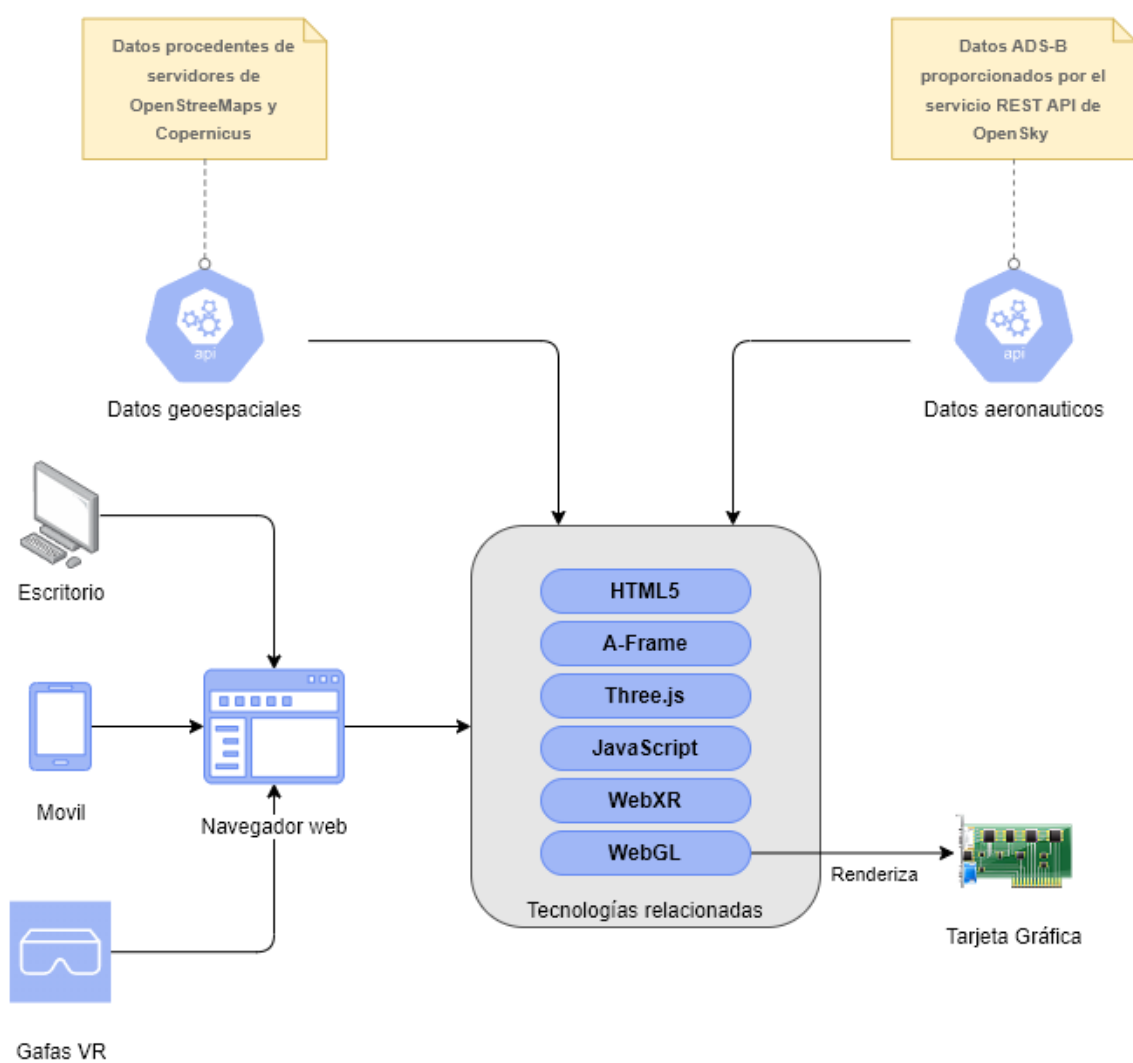 Datos procedentes de
servidores de
OpenStreeMaps y
Copernicus
Datos ADS-B
proporcionados por el
servicio REST API de
OpenSky
api
api
Datos geoespaciales
Datos aeronauticos
Escritorio
Movil
Navegador web
Gafas VR
HTML5
A-Frame
Three.js
JavaScript
WebXR
WebGL
Tecnologías relacionadas
Renderiza
Tarjeta Gráfica